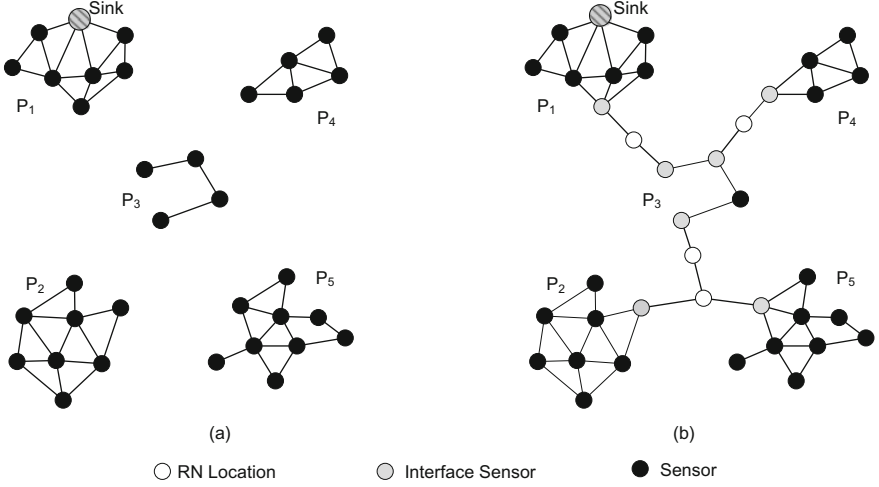 Sink
P1
P4
P3
P2
P5
(a)
Sink
P1
P4
P3
P2
P5
(b)
RN Location
Interface Sensor
Sensor